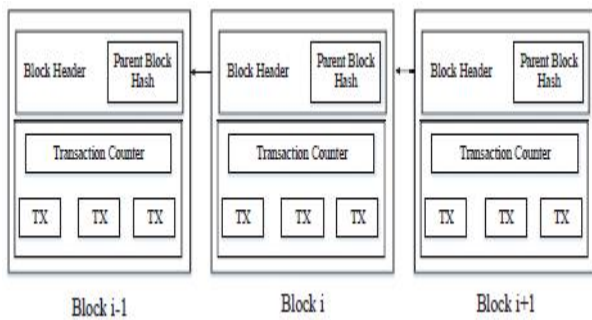 Block Header
Parent Block
Hash
Transaction Counter
TX TX TX
Block i-1
Block Header
Parent Block
Hash
Transaction Counter
TX TX TX
Block i
Block Header
Parent Block
Hash
Transaction Counter
TX TX TX
Block i+1